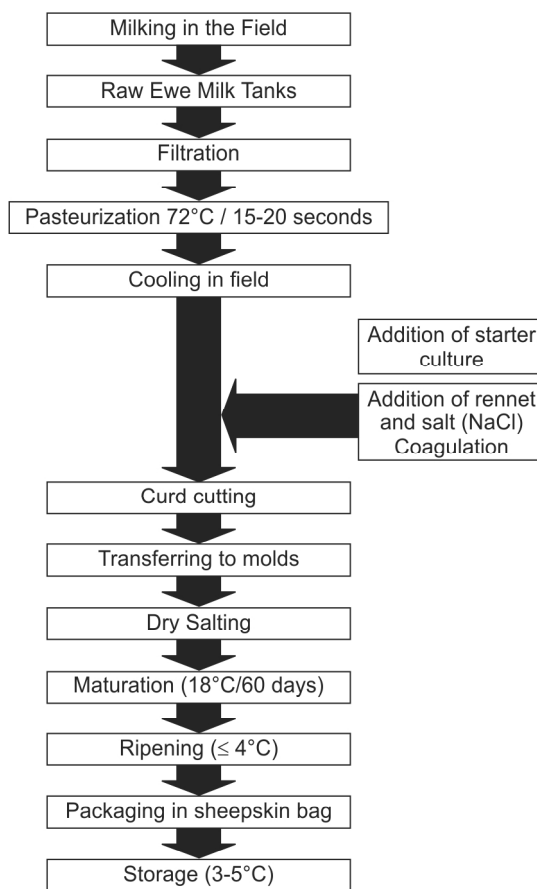 Milking in the Field
Raw Ewe Milk Tanks
Filtration
Pasteurization 72°C / 15-20 seconds
Cooling in field
Addition of starter
culture
Addition of rennet
and salt (NaCl)
Coagulation
Curd cutting
Transferring to molds
Dry Salting
Maturation (18°C/60 days)
Ripening (≤ 4°C)
Packaging in sheepskin bag
Storage (3-5°C)